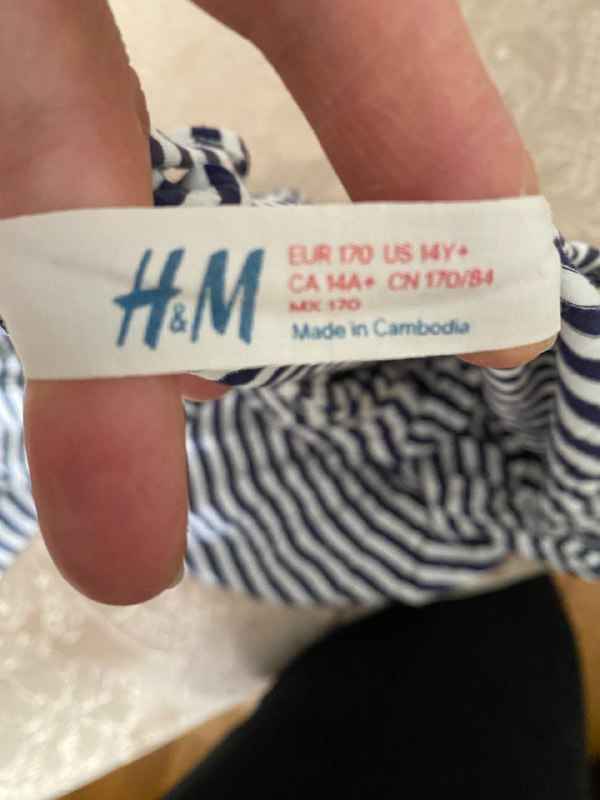 H&M
EUR 170 US 14Y+
CA 14A+ CN 170/84
MX 170
Made in Cambodia